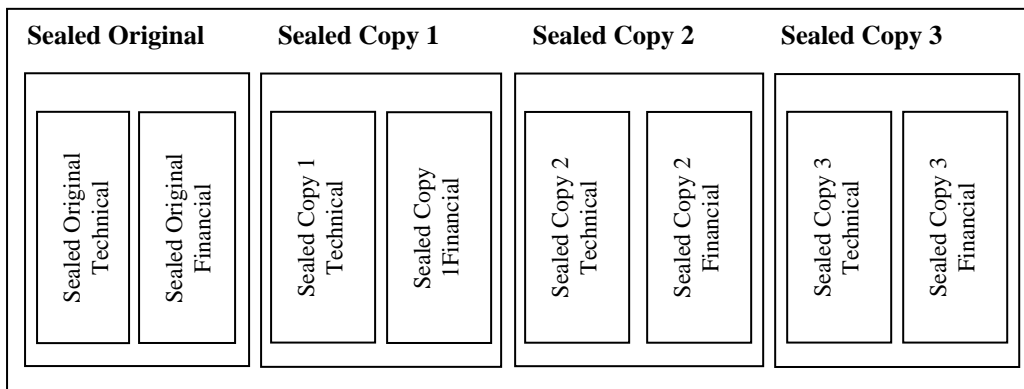 Sealed Original
Sealed Copy 1
Sealed Copy 2
Sealed Copy 3
Sealed Original
Technical
Sealed Original
Financial
Sealed Copy 1
Technical
Sealed Copy
1Financial
Sealed Copy 2
Technical
Sealed Copy 2
Financial
Sealed Copy 3
Technical
Sealed Copy 3
Financial